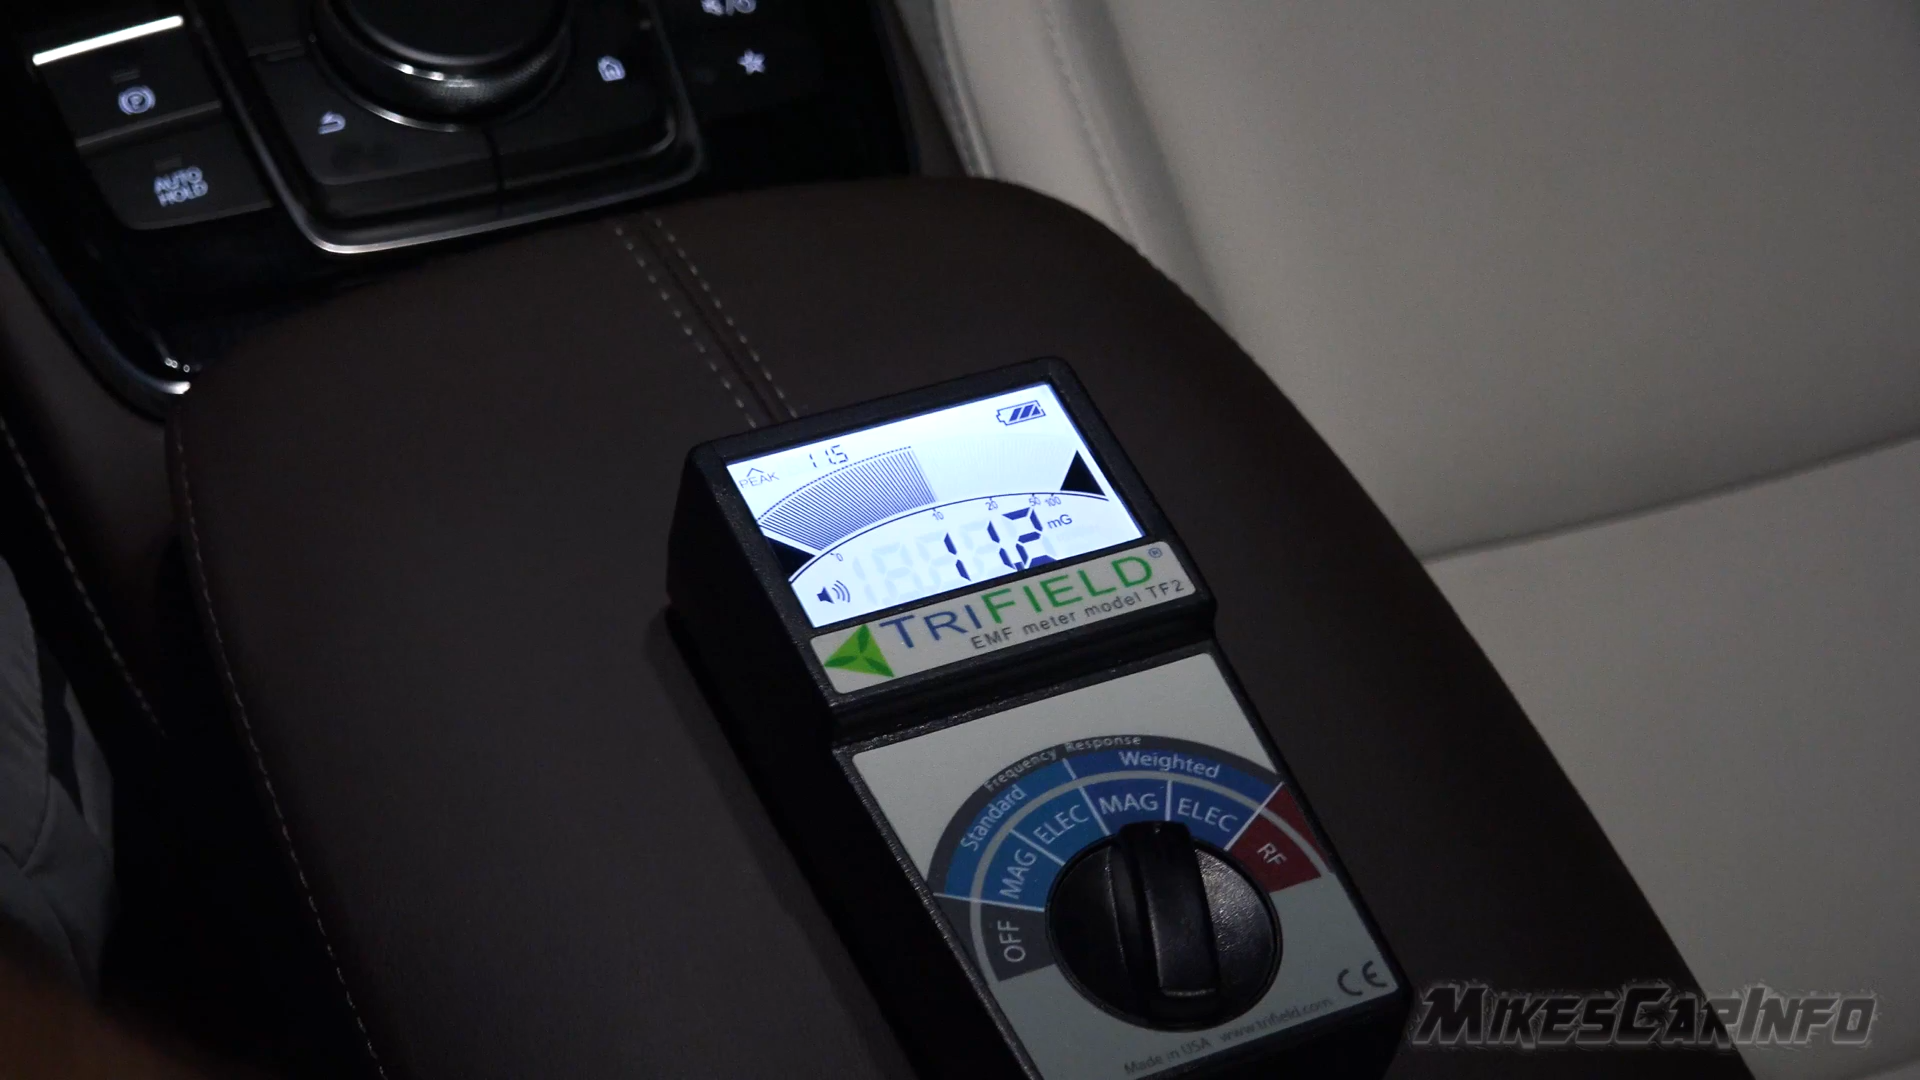 AUTO
HOLD
PEAK
11.5
0 10 20 50 100
11.2 mG
TRIFIELD®
EMF meter model TF2
Frequency Response
Standard Weighted
OFF MAG ELEC MAG ELEC RF
CE
Made in USA www.trifield.com
MIKESCARINFO